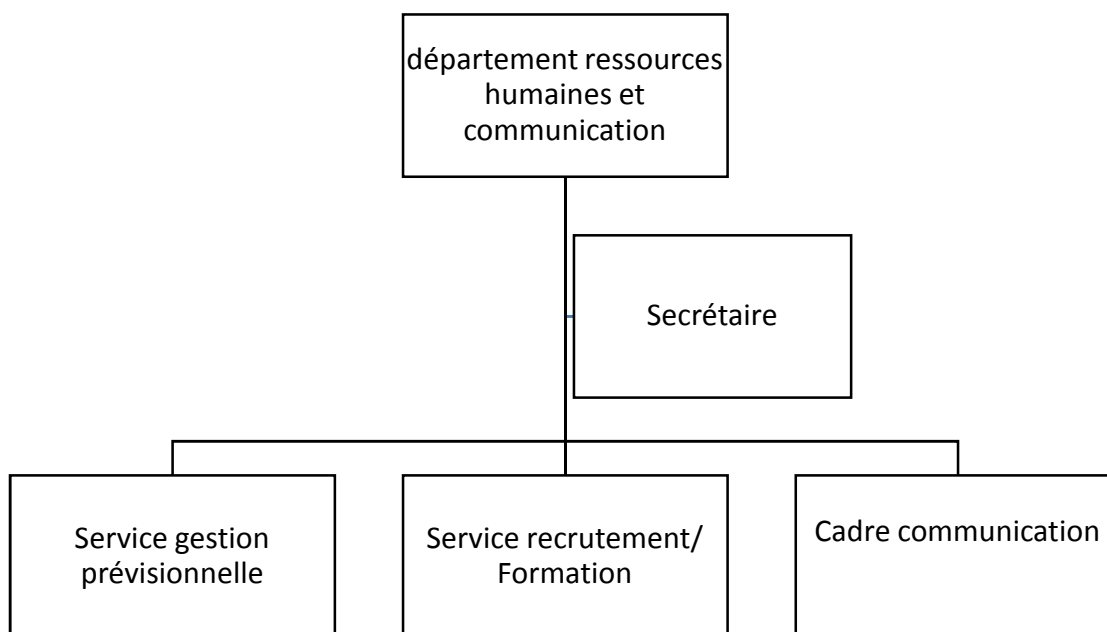 département ressources
humaines et
communication
Secrétaire
Service gestion
prévisionnelle
Service recrutement/
Formation
Cadre communication